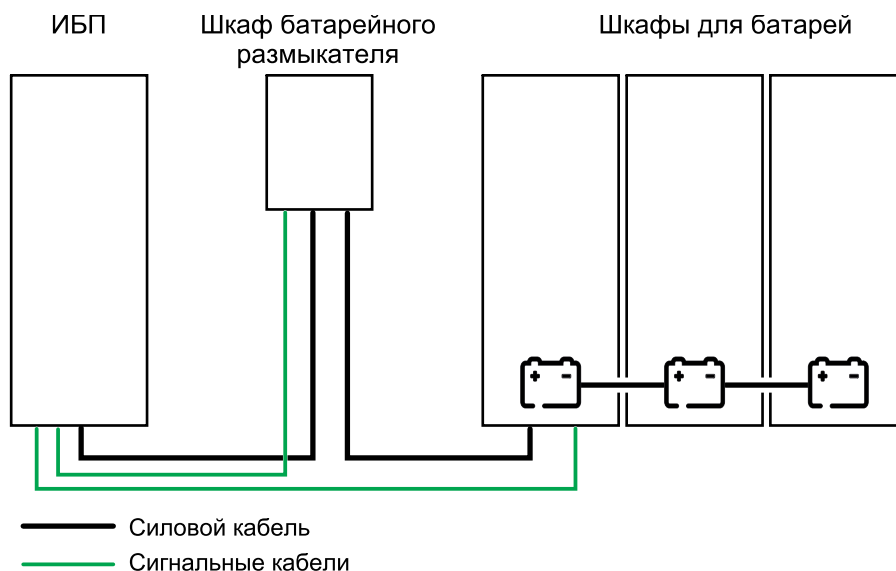 ИБП
Шкаф батарейного
размыкателя
Шкафы для батарей
Силовой кабель
Сигнальные кабели